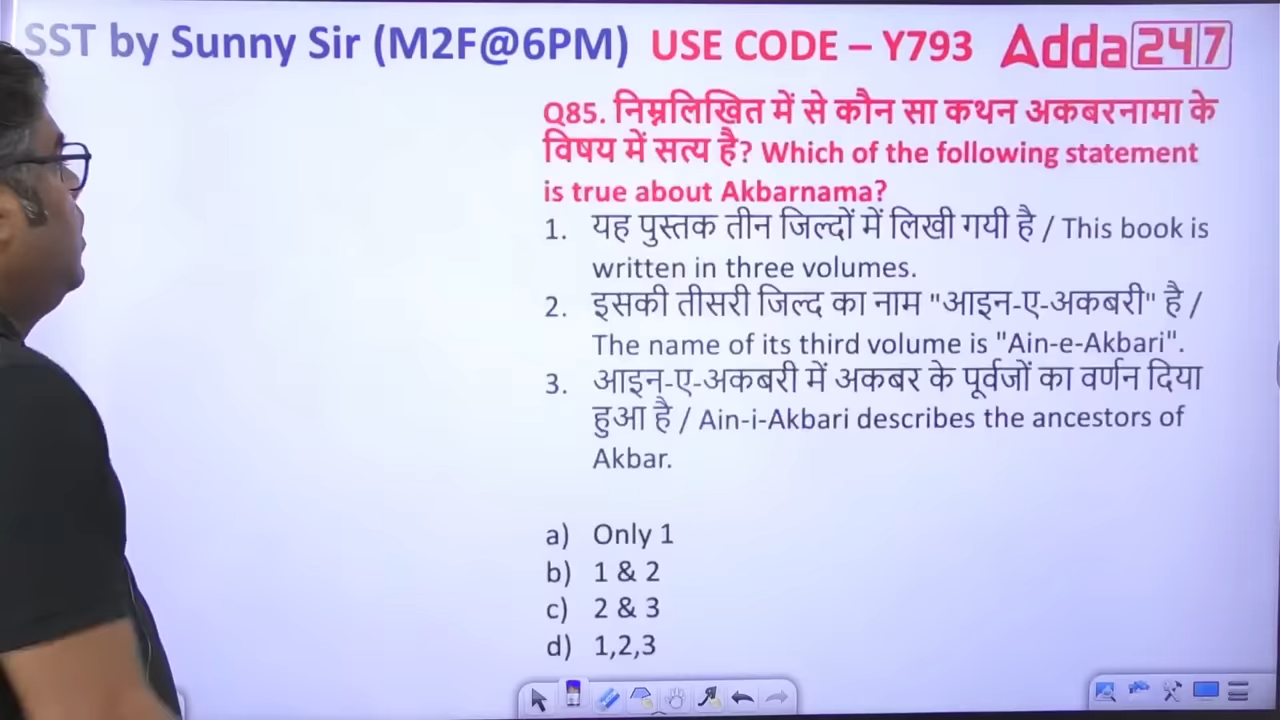 SST by Sunny Sir (M2F@6PM) USE CODE – Y793 Adda247
Q85. निम्नलिखित में से कौन सा कथन अकबरनामा के
विषय में सत्य है? Which of the following statement
is true about Akbarnama?
1. यह पुस्तक तीन जिल्दों में लिखी गयी है / This book is
written in three volumes.
2. इसकी तीसरी जिल्द का नाम "आइन-ए-अकबरी" है /
The name of its third volume is "Ain-e-Akbari".
3. आइन-ए-अकबरी में अकबर के पूर्वजों का वर्णन दिया
हुआ है / Ain-i-Akbari describes the ancestors of
Akbar.
a) Only 1
b) 1 & 2
c) 2 & 3
d) 1,2,3